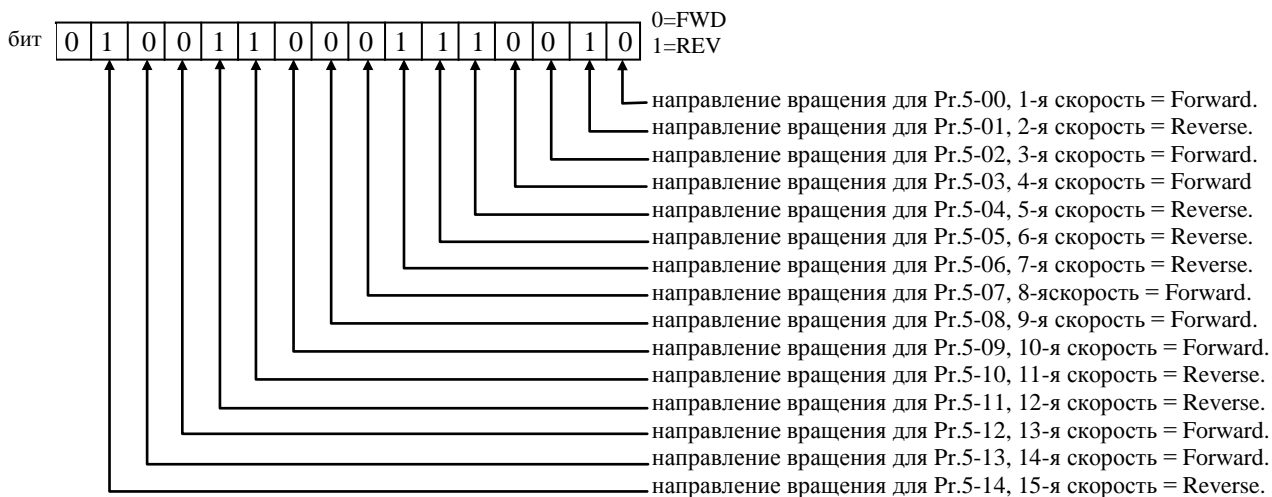 0=FWD
бит 0 1 0 0 1 1 0 0 0 1 1 1 0 0 1 0 1=REV
направление вращения для Pr.5-00, 1-я скорость = Forward.
направление вращения для Pr.5-01, 2-я скорость = Reverse.
направление вращения для Pr.5-02, 3-я скорость = Forward.
направление вращения для Pr.5-03, 4-я скорость = Forward
направление вращения для Pr.5-04, 5-я скорость = Reverse.
направление вращения для Pr.5-05, 6-я скорость = Reverse.
направление вращения для Pr.5-06, 7-я скорость = Reverse.
направление вращения для Pr.5-07, 8-яскорость = Forward.
направление вращения для Pr.5-08, 9-я скорость = Forward.
направление вращения для Pr.5-09, 10-я скорость = Forward.
направление вращения для Pr.5-10, 11-я скорость = Reverse.
направление вращения для Pr.5-11, 12-я скорость = Reverse.
направление вращения для Pr.5-12, 13-я скорость = Forward.
направление вращения для Pr.5-13, 14-я скорость = Forward.
направление вращения для Pr.5-14, 15-я скорость = Reverse.